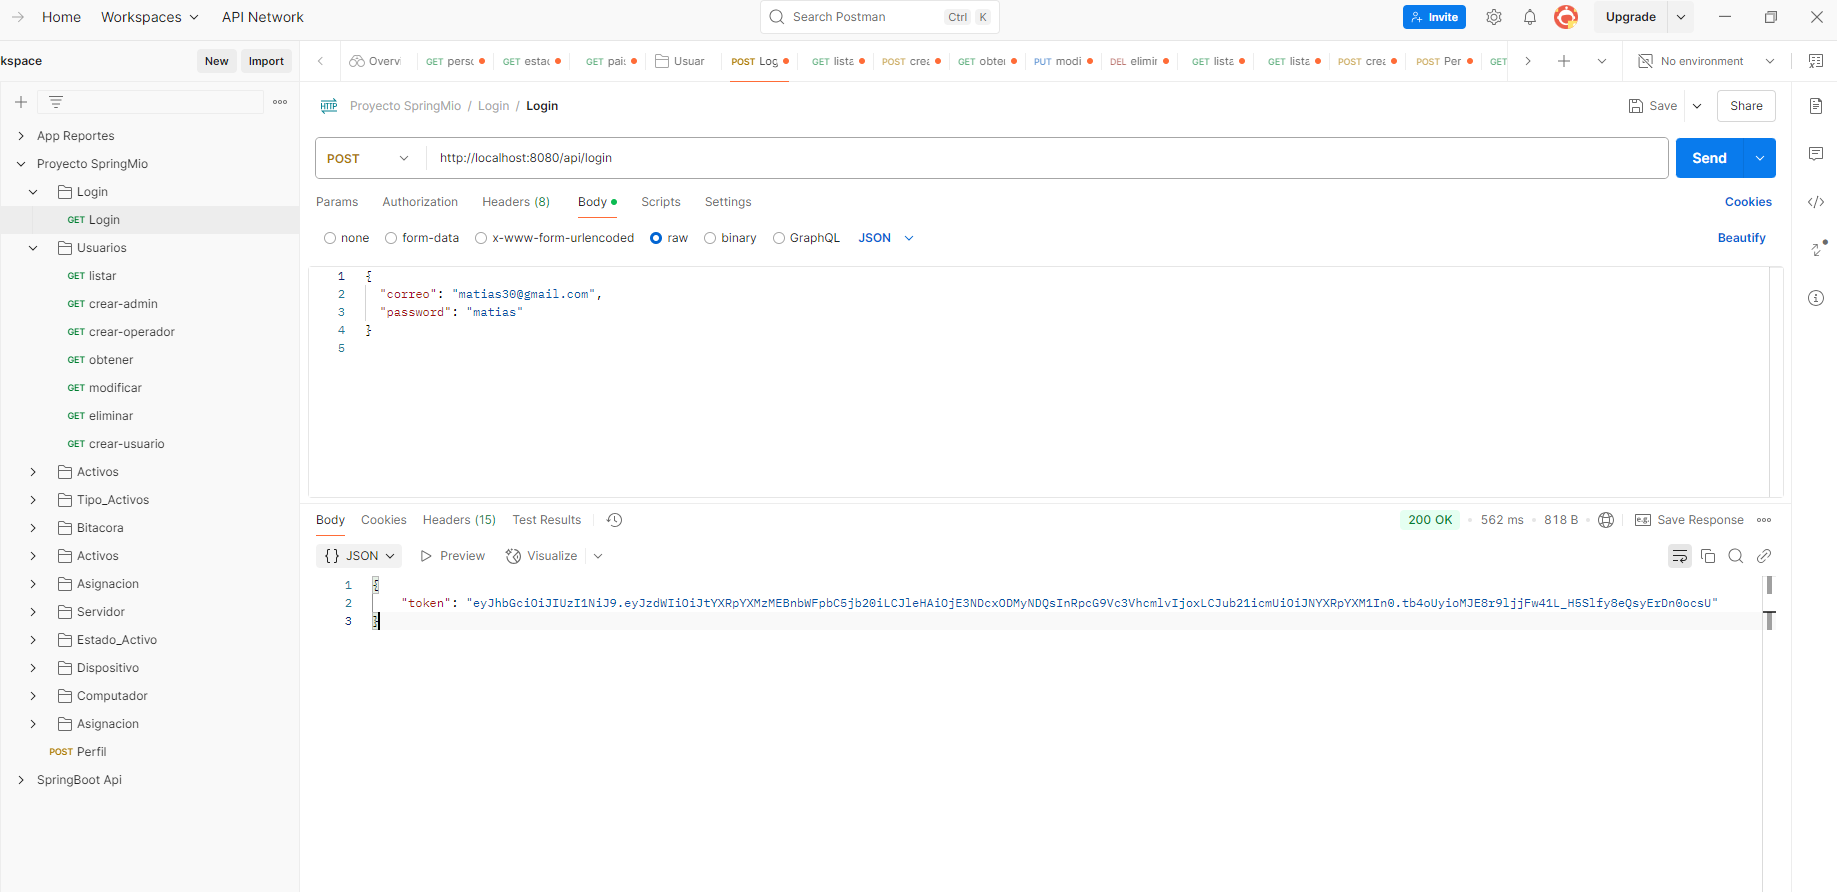 Home Workspaces API Network Search Postman Ctrl K Invite Upgrade
kspace New Import Overv GET perso GET estad GET pais Usuar POST Log GET lista POST crea GET obter PUT modi DEL elimir GET lista GET lista POST crea POST Per GET No environment
App Reportes
Proyecto SpringMio
Login
GET Login
Usuarios
GET listar
GET crear-admin
GET crear-operador
GET obtener
GET modificar
GET eliminar
GET crear-usuario
Activos
Tipo_Activos
Bitacora
Activos
Asignacion
Servidor
Estado_Activo
Dispositivo
Computador
Asignacion
POST Perfil
SpringBoot Api
HTTP Proyecto SpringMio / Login / Login Save Share
POST http://localhost:8080/api/login Send
Params Authorization Headers (8) Body Scripts Settings Cookies
none form-data x-www-form-urlencoded raw binary GraphQL JSON Beautify
1 {
2 "correo": "matias30@gmail.com",
3 "password": "matias"
4 }
5
Body Cookies Headers (15) Test Results 200 OK 562 ms 818 B e.g. Save Response
{} JSON Preview Visualize
1 {
2 "token": "eyJhbGciOiJIUzI1NiJ9.eyJzdWIiOiJtYXRpYXMzMEBnbWFpbC5jb20iLCJleHAiOjE3NDcxODMyNDQsInRpcG9Vc3VhcmlvIjoxLCJub21icmUiOiJNYXRpYXM1In0.tb4oUyioMJE8r9ljjFw41L_H5Slfy8eQsyErDn0ocsU"
3 }